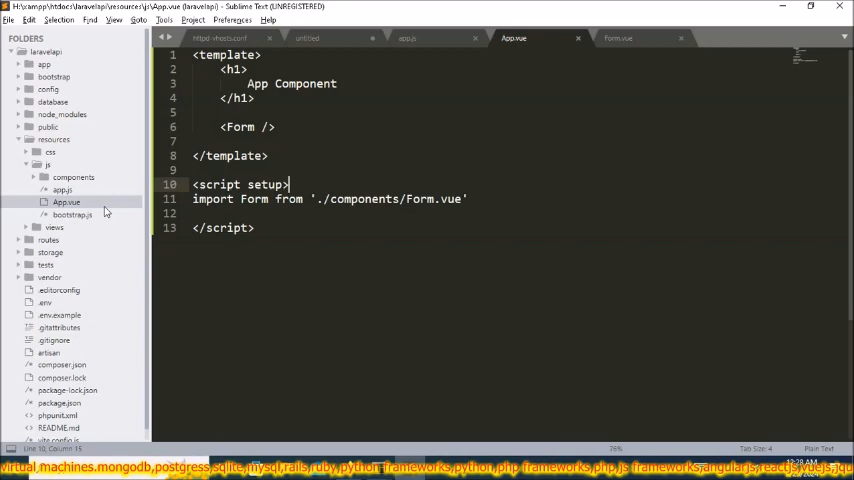 H:\xampp\htdocs\laravelapi\resources\js\App.vue (laravelapi) - Sublime Text (UNREGISTERED)
File Edit Selection Find View Goto Tools Project Preferences Help
FOLDERS
laravelapi
app
bootstrap
config
database
node_modules
public
resources
css
js
components
app.js
App.vue
bootstrap.js
views
routes
storage
tests
vendor
.editorconfig
.env
.env.example
.gitattributes
.gitignore
artisan
composer.json
composer.lock
package-lock.json
package.json
phpunit.xml
README.md
vite.config.js
httpd-vhosts.conf untitled app.js App.vue Form.vue
1 <template>
2 <h1>
3 App Component
4 </h1>
5
6 <Form />
7
8 </template>
9
10 <script setup>
11 import Form from './components/Form.vue'
12
13 </script>
Line 10, Column 15 76% Tab Size: 4 Plain Text
virtual,machines.mongodb,postgress,sqlite,mysql,rails,ruby,python frameworks,python,php frameworks,php,js frameworks,angularjs,reactjs,vuejs,jqu